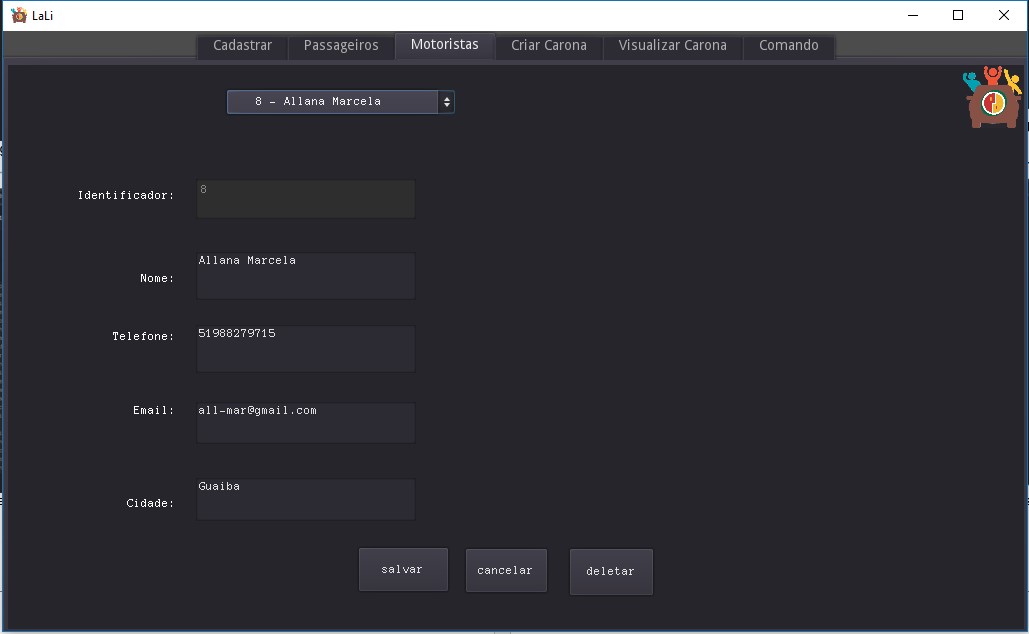 LaLi
Cadastrar Passageiros Motoristas Criar Carona Visualizar Carona Comando
8 - Allana Marcela
Identificador: 8
Nome: Allana Marcela
Telefone: 51988279715
Email: all-mar@gmail.com
Cidade: Guaiba
salvar cancelar deletar